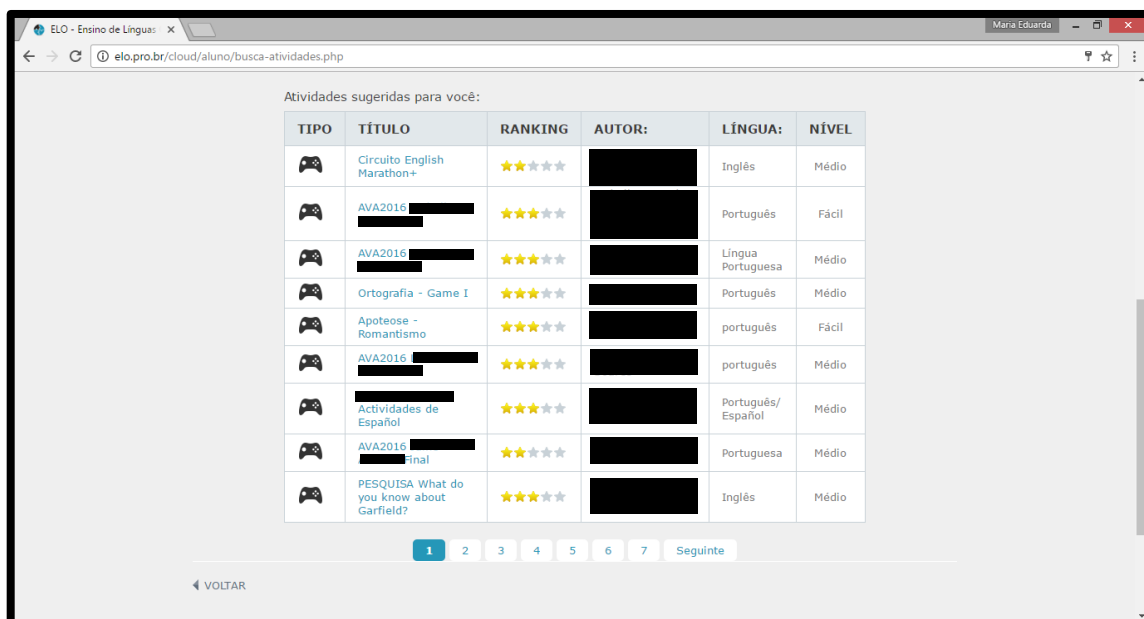 ELO - Ensino de Línguas
Maria Eduarda
elo.pro.br/cloud/aluno/busca-atividades.php
Atividades sugeridas para você:
TIPO TÍTULO RANKING AUTOR: LÍNGUA: NÍVEL
Circuito English
Marathon+
Inglês Médio
AVA2016
Português Fácil
AVA2016
Língua
Portuguesa
Médio
Ortografia - Game I Português Médio
Apoteose -
Romantismo
português Fácil
AVA2016
português Médio
Actividades de
Español
Português/
Español
Médio
AVA2016
Final
Portuguesa Médio
PESQUISA What do
you know about
Garfield?
Inglês Médio
1 2 3 4 5 6 7 Seguinte
VOLTAR